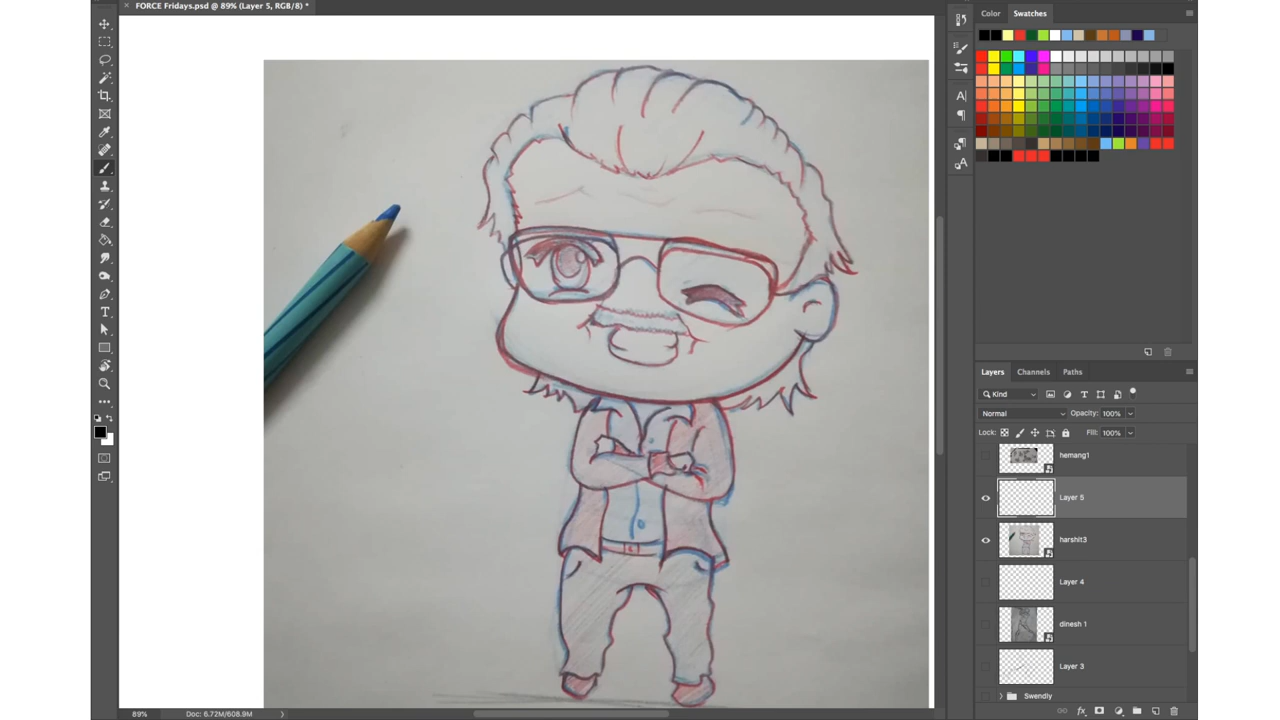 × FORCE Fridays.psd @ 89% (Layer 5, RGB/8) *
Color Swatches
Layers Channels Paths
Kind
Normal Opacity: 100%
Lock: Fill: 100%
hemang1
Layer 5
harshit3
Layer 4
dinesh 1
Layer 3
Swendly
89% Doc: 6.72M/608.9M